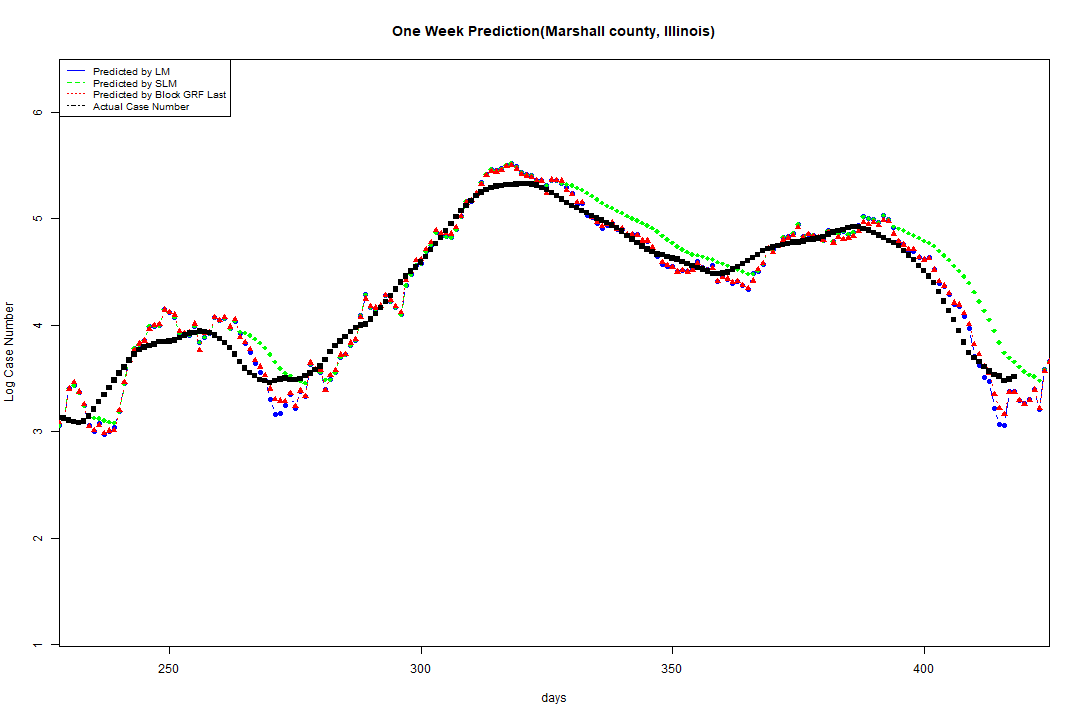 One Week Prediction(Marshall county, Illinois)
Predicted by LM
Predicted by SLM
Predicted by Block GRF Last
Actual Case Number
6
5
4
3
2
1
Log Case Number
250
300
350
400
days